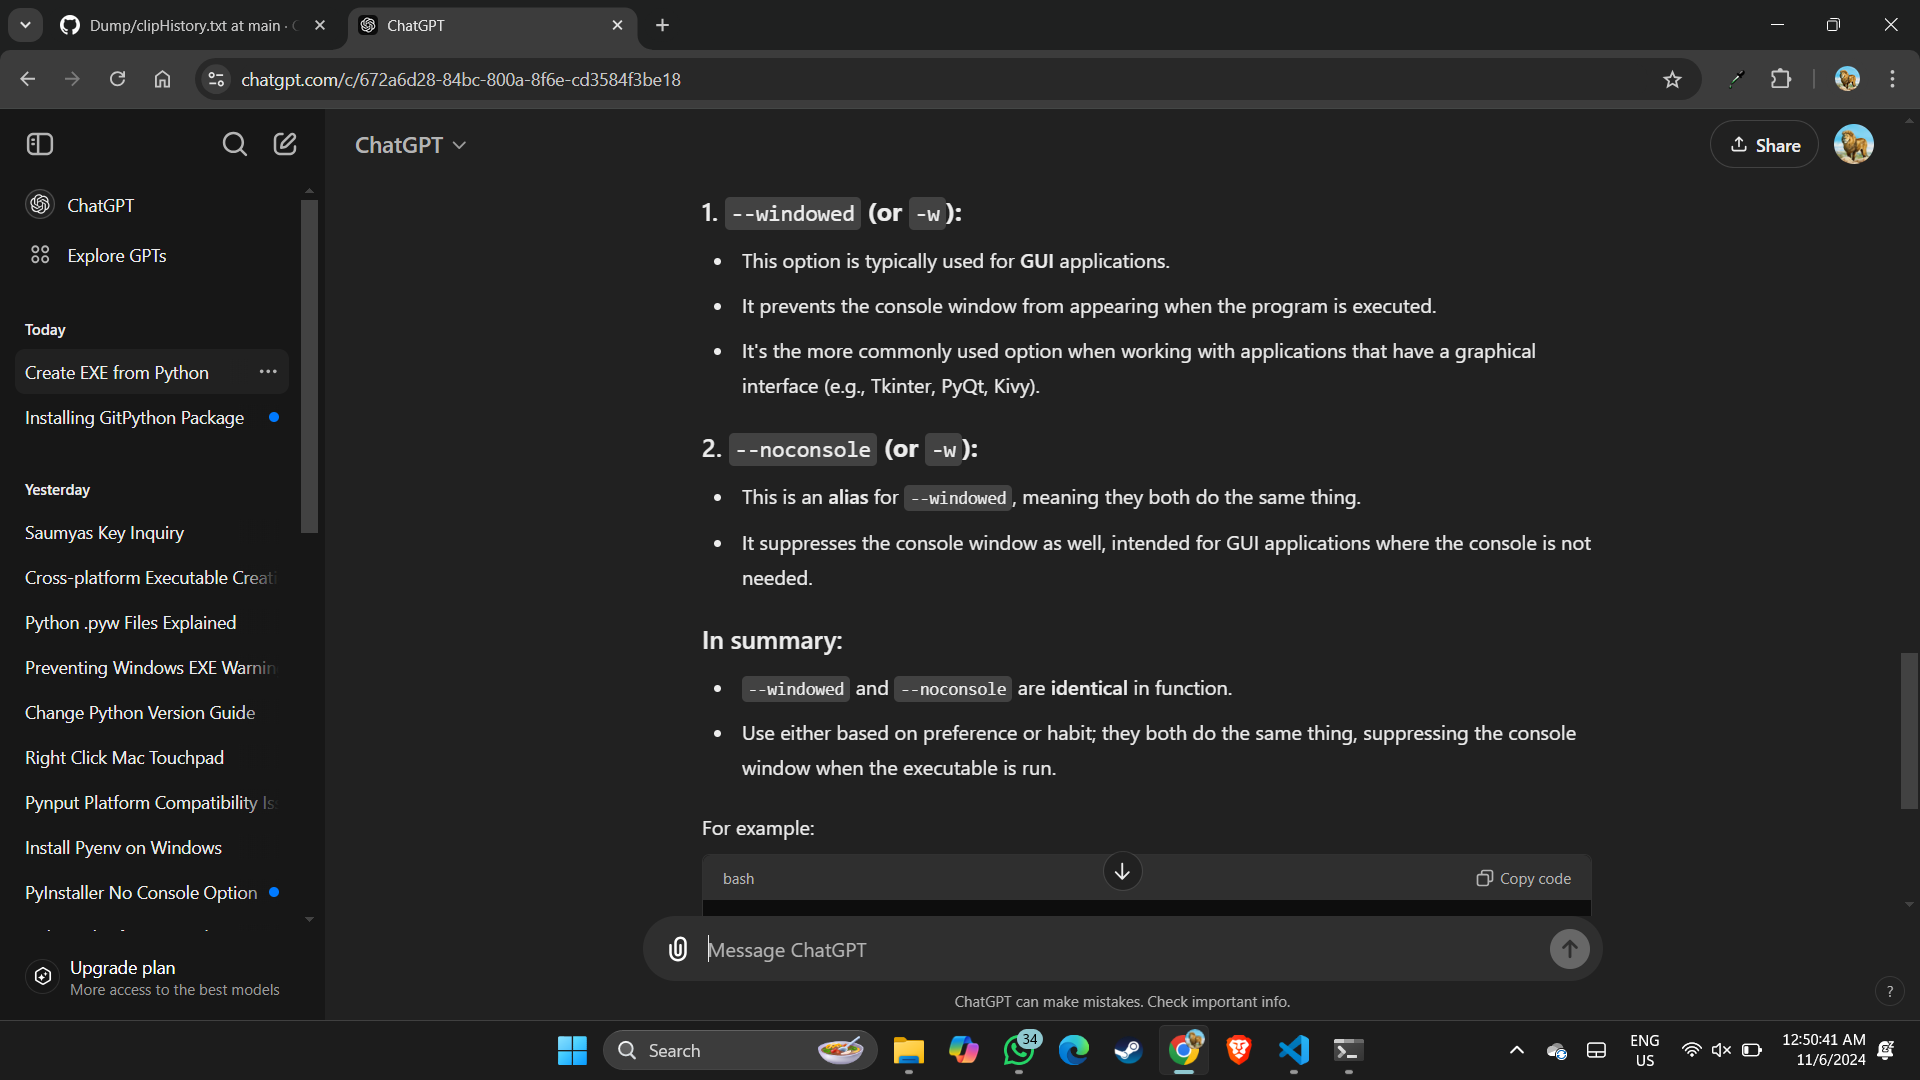 Dump/clipHistory.txt at main ·
ChatGPT
chatgpt.com/c/672a6d28-84bc-800a-8f6e-cd3584f3be18
ChatGPT
Share
ChatGPT
Explore GPTs
Today
Create EXE from Python
Installing GitPython Package
Yesterday
Saumyas Key Inquiry
Cross-platform Executable Creati
Python .pyw Files Explained
Preventing Windows EXE Warnin
Change Python Version Guide
Right Click Mac Touchpad
Pynput Platform Compatibility Is
Install Pyenv on Windows
PyInstaller No Console Option
Upgrade plan
More access to the best models
1. --windowed (or -w):
• This option is typically used for GUI applications.
• It prevents the console window from appearing when the program is executed.
• It's the more commonly used option when working with applications that have a graphical
interface (e.g., Tkinter, PyQt, Kivy).
2. --noconsole (or -w):
• This is an alias for --windowed, meaning they both do the same thing.
• It suppresses the console window as well, intended for GUI applications where the console is not
needed.
In summary:
• --windowed and --noconsole are identical in function.
• Use either based on preference or habit; they both do the same thing, suppressing the console
window when the executable is run.
For example:
bash
Copy code
Message ChatGPT
ChatGPT can make mistakes. Check important info.
?
Search
34
ENG
US
12:50:41 AM
11/6/2024